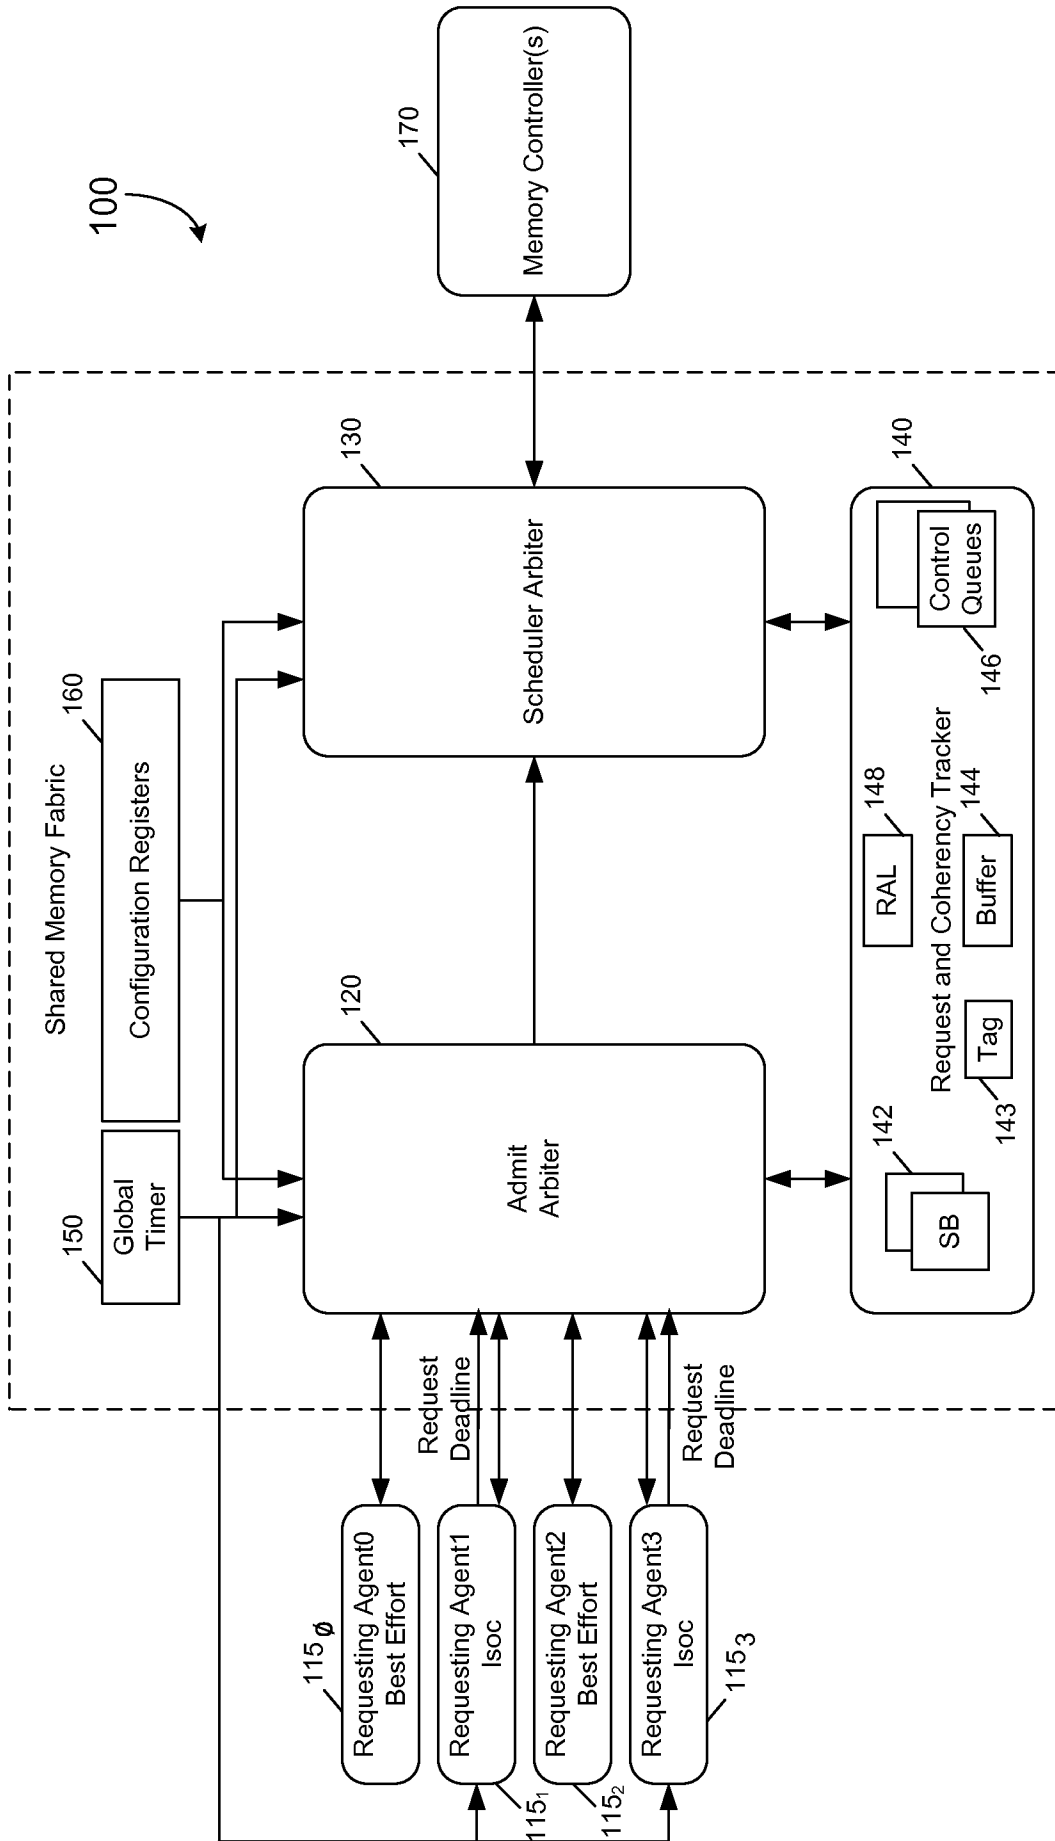 100
Shared Memory Fabric
150
Global
Timer
160
Configuration Registers
115ø
Requesting Agent0
Best Effort
Requesting Agent1
Isoc
115₁
Requesting Agent2
Best Effort
115₂
Requesting Agent3
Isoc
115₃
Request
Deadline
Request
Deadline
120
Admit
Arbiter
130
Scheduler Arbiter
170
Memory Controller(s)
140
142
SB
Tag
143
RAL
148
Request and Coherency Tracker
Buffer
144
Control
Queues
146